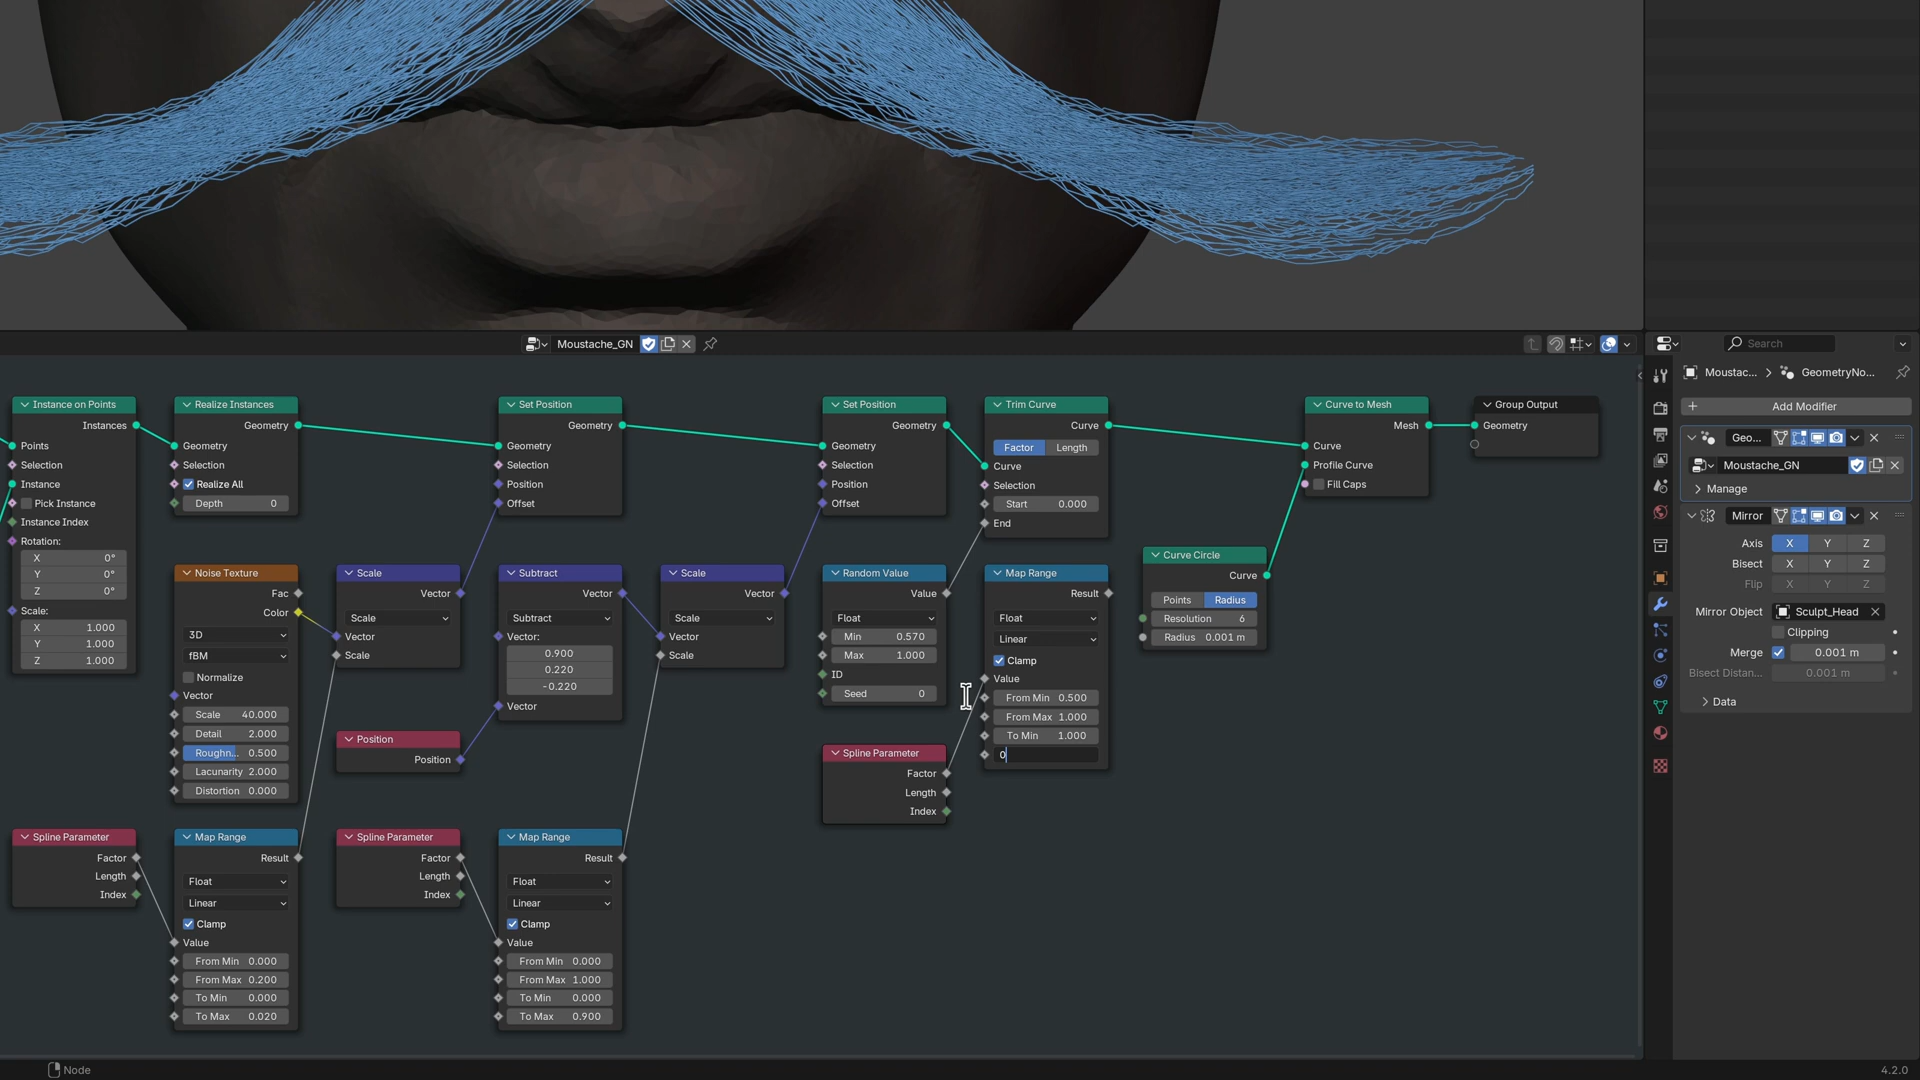 Moustache_GN
Search
Moustac...
GeometryNo...
Add Modifier
Geo...
Moustache_GN
Manage
Mirror
Axis
X
Y
Z
Bisect
X
Y
Z
Flip
X
Y
Z
Mirror Object
Sculpt_Head
Clipping
Merge
0.001 m
Bisect Distan...
0.001 m
Data
Instance on Points
Instances
Points
Selection
Instance
Pick Instance
Instance Index
Rotation:
X 0°
Y 0°
Z 0°
Scale:
X 1.000
Y 1.000
Z 1.000
Realize Instances
Geometry
Geometry
Selection
Realize All
Depth 0
Set Position
Geometry
Geometry
Selection
Position
Offset
Set Position
Geometry
Geometry
Selection
Position
Offset
Trim Curve
Curve
Factor
Length
Curve
Selection
Start 0.000
End
Curve to Mesh
Mesh
Curve
Profile Curve
Fill Caps
Group Output
Geometry
Noise Texture
Fac
Color
3D
fBM
Normalize
Vector
Scale 40.000
Detail 2.000
Roughn... 0.500
Lacunarity 2.000
Distortion 0.000
Scale
Vector
Scale
Vector
Scale
Subtract
Vector
Subtract
Vector:
0.900
0.220
-0.220
Vector
Scale
Vector
Scale
Vector
Scale
Random Value
Value
Float
Min 0.570
Max 1.000
ID
Seed 0
Map Range
Result
Float
Linear
Clamp
Value
From Min 0.500
From Max 1.000
To Min 1.000
0
Curve Circle
Curve
Points
Radius
Resolution 6
Radius 0.001 m
Position
Position
Spline Parameter
Factor
Length
Index
Spline Parameter
Factor
Length
Index
Map Range
Result
Float
Linear
Clamp
Value
From Min 0.000
From Max 0.200
To Min 0.000
To Max 0.020
Spline Parameter
Factor
Length
Index
Map Range
Result
Float
Linear
Clamp
Value
From Min 0.000
From Max 1.000
To Min 0.000
To Max 0.900
Node
4.2.0